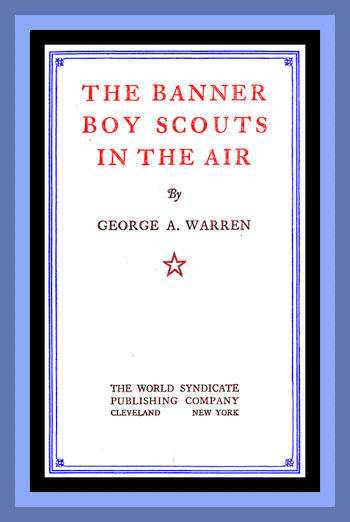 THE BANNER
BOY SCOUTS
IN THE AIR
By
GEORGE A. WARREN
THE WORLD SYNDICATE
PUBLISHING COMPANY
CLEVELAND NEW YORK